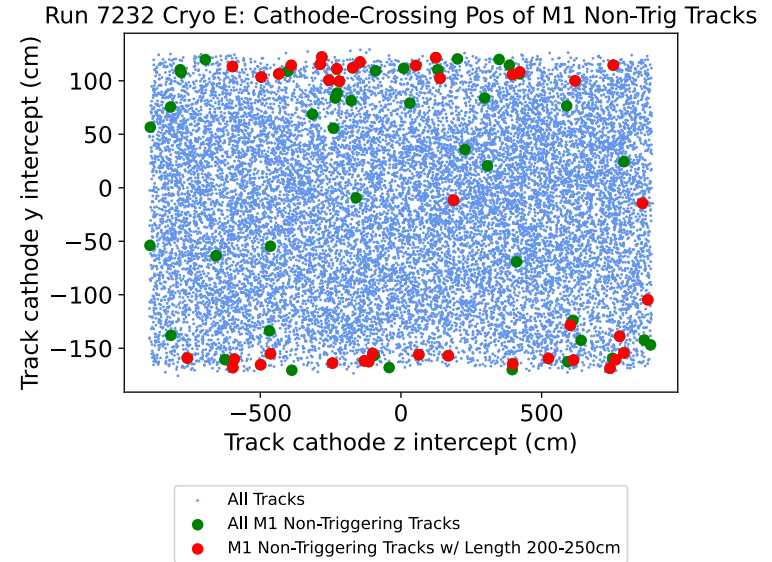 Run 7232 Cryo E: Cathode-Crossing Pos of M1 Non-Trig Tracks
Track cathode y intercept (cm)
100
50
0
−50
−100
−150
−500 0 500
Track cathode z intercept (cm)
All Tracks
All M1 Non-Triggering Tracks
M1 Non-Triggering Tracks w/ Length 200-250cm